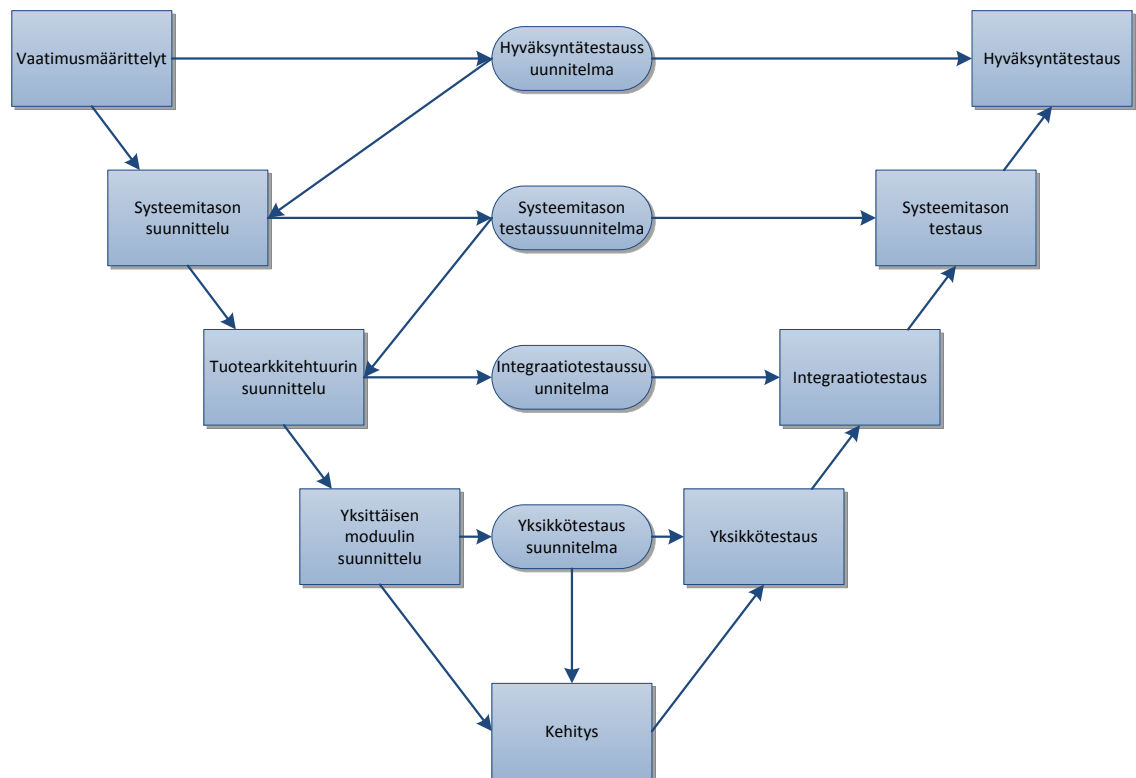 Vaatimusmäärittelyt
Hyväksyntätestauss
uunnitelma
Hyväksyntätestaus
Systeemitason
suunnittelu
Systeemitason
testaussuunnitelma
Systeemitason
testaus
Tuotearkkitehtuurin
suunnittelu
Integraatiotestaussu
unnitelma
Integraatiotestaus
Yksittäisen
moduulin
suunnittelu
Yksikkötestaus
suunnitelma
Yksikkötestaus
Kehitys